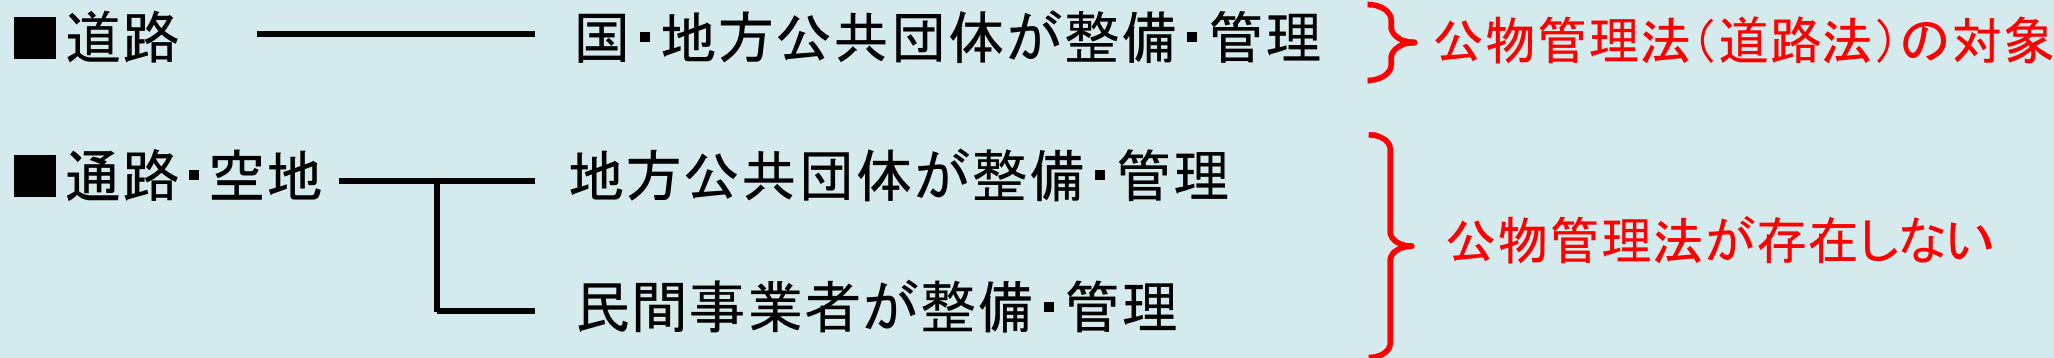 ■道路 国・地方公共団体が整備・管理 公物管理法（道路法）の対象
■通路・空地 地方公共団体が整備・管理
公物管理法が存在しない
民間事業者が整備・管理